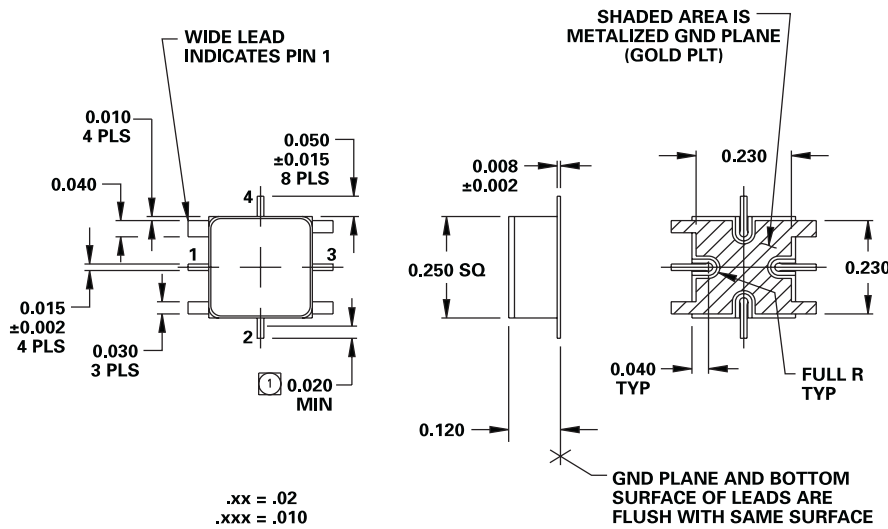 WIDE LEAD
INDICATES PIN 1
SHADED AREA IS
METALIZED GND PLANE
(GOLD PLT)
0.010
4 PLS
0.050
±0.015
8 PLS
0.008
±0.002
0.230
0.040
4
1
3
0.250 SQ
0.230
0.015
±0.002
4 PLS
0.030
3 PLS
2
1 0.020
MIN
0.040
TYP
FULL R
TYP
0.120
GND PLANE AND BOTTOM
SURFACE OF LEADS ARE
FLUSH WITH SAME SURFACE
.xx = .02
.xxx = .010